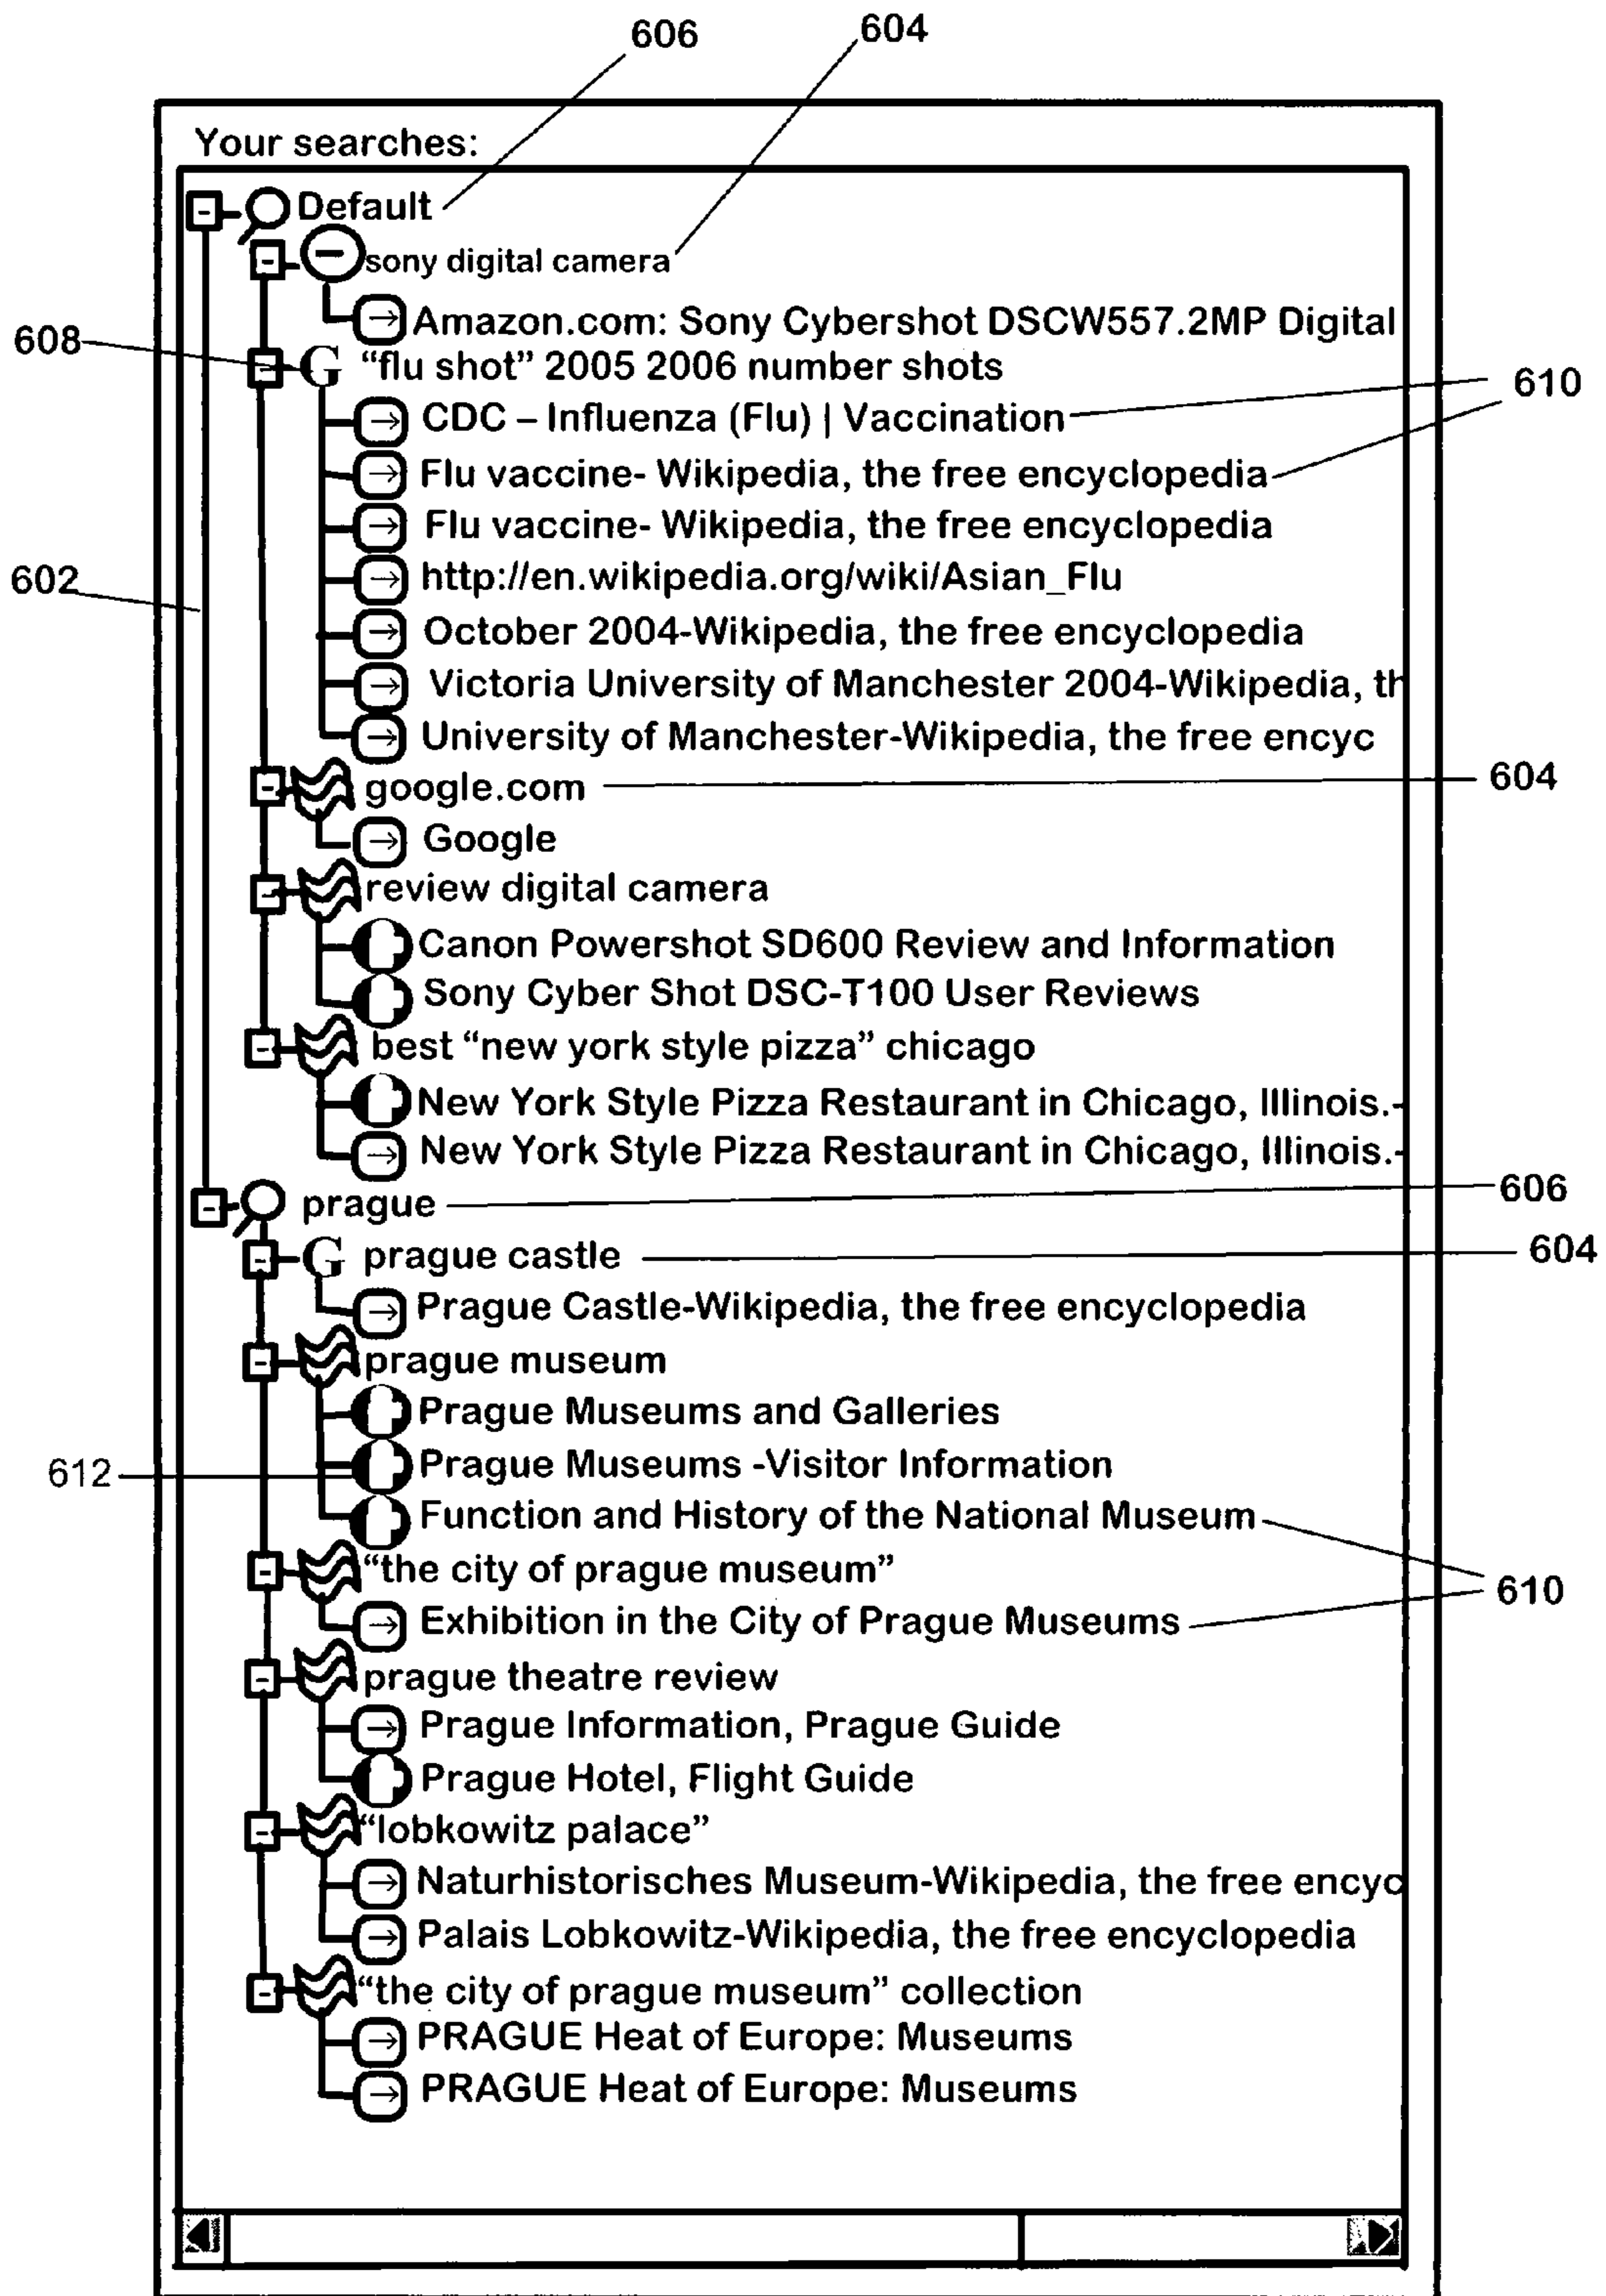 606
604
Your searches:
Default
sony digital camera
Amazon.com: Sony Cybershot DSCW557.2MP Digital
608
G "flu shot" 2005 2006 number shots
610
CDC – Influenza (Flu) | Vaccination
Flu vaccine- Wikipedia, the free encyclopedia
Flu vaccine- Wikipedia, the free encyclopedia
602
http://en.wikipedia.org/wiki/Asian_Flu
October 2004-Wikipedia, the free encyclopedia
Victoria University of Manchester 2004-Wikipedia, th
University of Manchester-Wikipedia, the free encyc
google.com
604
Google
review digital camera
Canon Powershot SD600 Review and Information
Sony Cyber Shot DSC-T100 User Reviews
best "new york style pizza" chicago
New York Style Pizza Restaurant in Chicago, Illinois.-
New York Style Pizza Restaurant in Chicago, Illinois.-
prague
606
G prague castle
604
Prague Castle-Wikipedia, the free encyclopedia
prague museum
Prague Museums and Galleries
612
Prague Museums -Visitor Information
Function and History of the National Museum
"the city of prague museum"
610
Exhibition in the City of Prague Museums
prague theatre review
Prague Information, Prague Guide
Prague Hotel, Flight Guide
"lobkowitz palace"
Naturhistorisches Museum-Wikipedia, the free encyc
Palais Lobkowitz-Wikipedia, the free encyclopedia
"the city of prague museum" collection
PRAGUE Heat of Europe: Museums
PRAGUE Heat of Europe: Museums